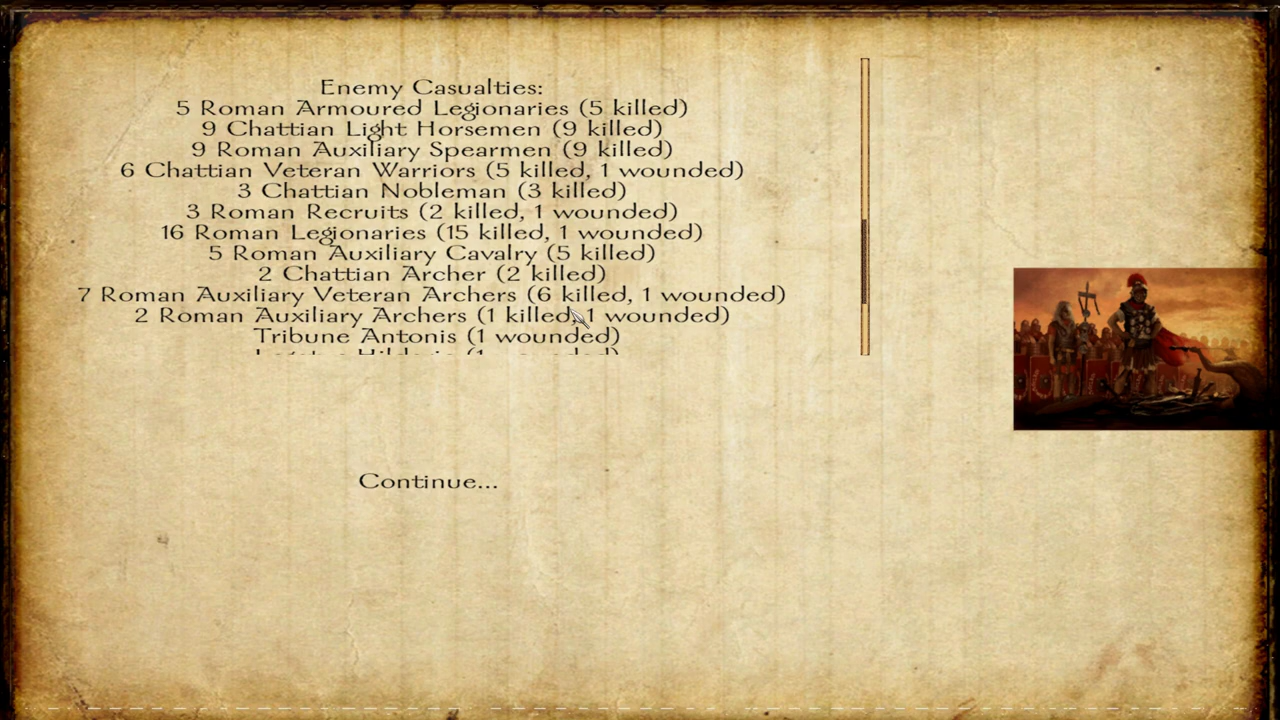 Enemy Casualties:
5 Roman Armoured Legionaries (5 killed)
9 Chattian Light Horsemen (9 killed)
9 Roman Auxiliary Spearmen (9 killed)
6 Chattian Veteran Warriors (5 killed, 1 wounded)
3 Chattian Nobleman (3 killed)
3 Roman Recruits (2 killed, 1 wounded)
16 Roman Legionaries (15 killed, 1 wounded)
5 Roman Auxiliary Cavalry (5 killed)
2 Chattian Archer (2 killed)
7 Roman Auxiliary Veteran Archers (6 killed, 1 wounded)
2 Roman Auxiliary Archers (1 killed, 1 wounded)
Tribune Antonis (1 wounded)
Continue...